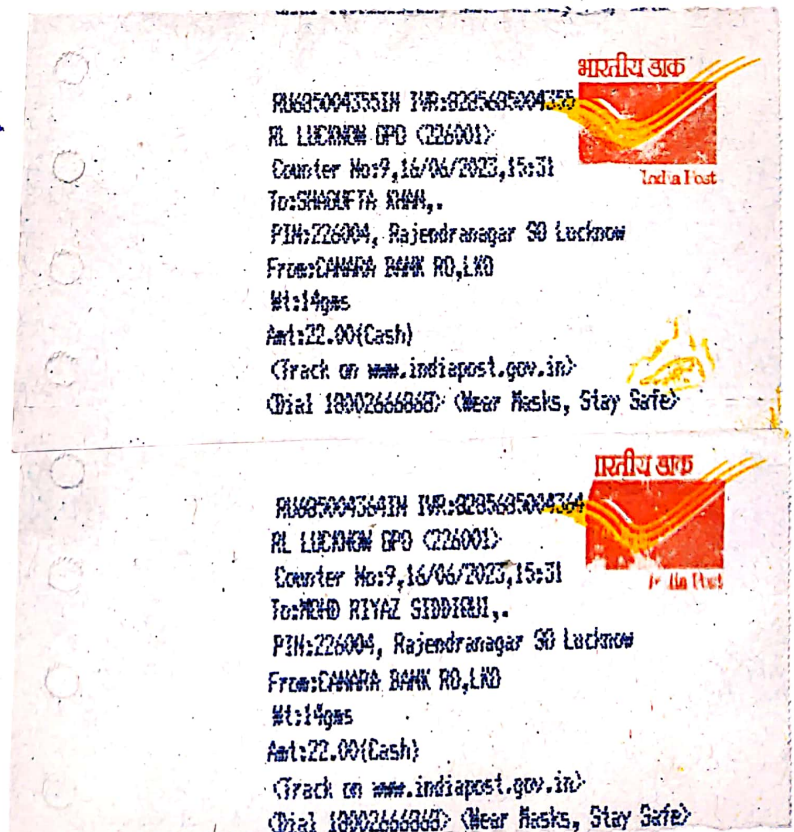 भारतीय डाक
RU685004355IN IVR:8285685004355
India Post
RL LUCKNOW GPO <226001>
Counter No:9,16/06/2023,15:31
To:SHAGUFTA KHAN,.
PIN:226004, Rajendranagar SO Lucknow
From:CANARA BANK RO,LKO
Wt:14gms
Amt:22.00(Cash)
<Track on www.indiapost.gov.in>
<Dial 18002666868> <Wear Masks, Stay Safe>
भारतीय डाक
RU685004364IN IVR:8285685004364
RL LUCKNOW GPO <226001>
Counter No:9,16/06/2023,15:31
India Post
To:MOHD RIYAZ SIDDIQUI,.
PIN:226004, Rajendranagar SO Lucknow
From:CANARA BANK RO,LKO
Wt:14gms
Amt:22.00(Cash)
<Track on www.indiapost.gov.in>
<Dial 18002666868> <Wear Masks, Stay Safe>